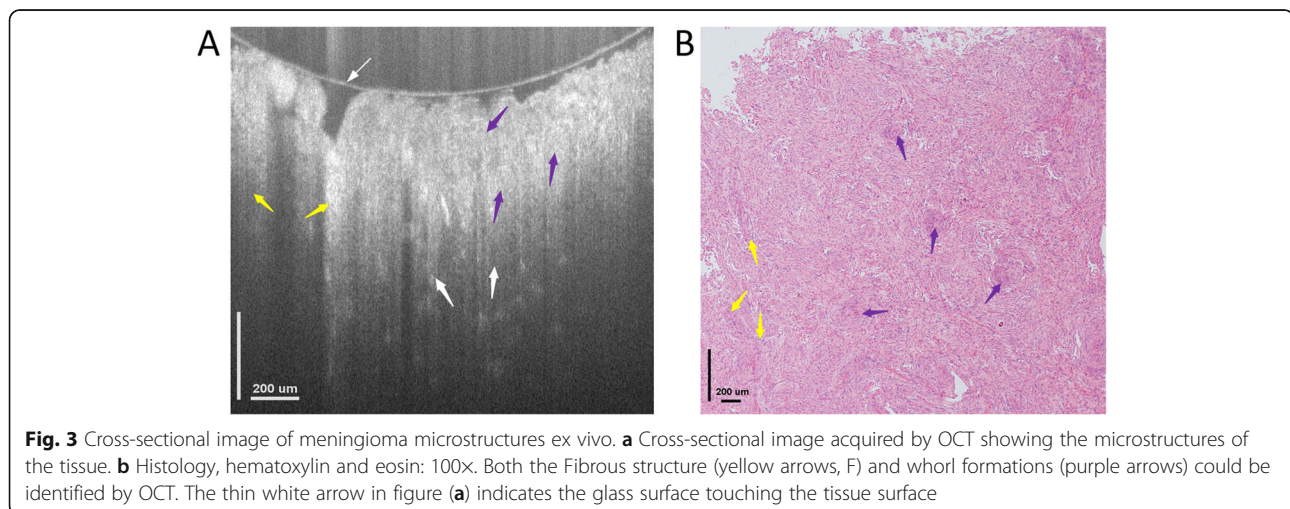 A
B
200 um
200 um
Fig. 3 Cross-sectional image of meningioma microstructures ex vivo. a Cross-sectional image acquired by OCT showing the microstructures of
the tissue. b Histology, hematoxylin and eosin: 100×. Both the Fibrous structure (yellow arrows, F) and whorl formations (purple arrows) could be
identified by OCT. The thin white arrow in figure (a) indicates the glass surface touching the tissue surface